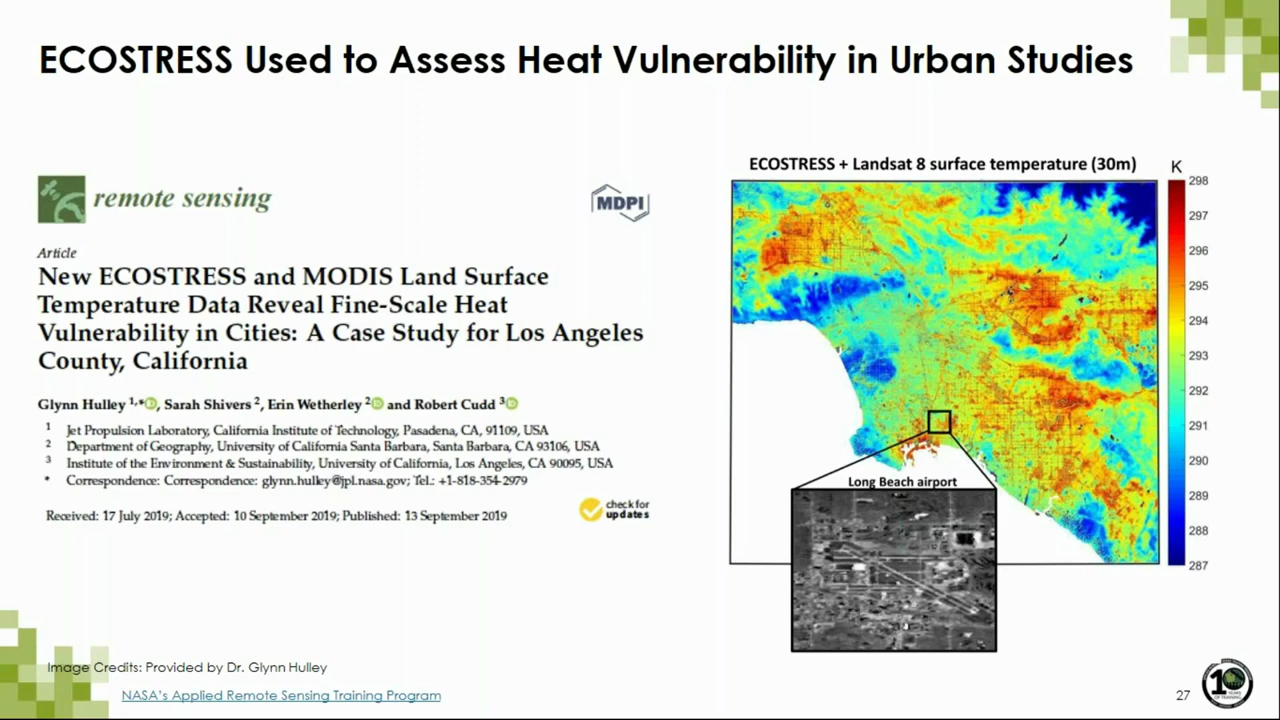 ECOSTRESS Used to Assess Heat Vulnerability in Urban Studies
remote sensing
MDPI
Article
New ECOSTRESS and MODIS Land Surface
Temperature Data Reveal Fine-Scale Heat
Vulnerability in Cities: A Case Study for Los Angeles
County, California
Glynn Hulley 1,*, Sarah Shivers 2, Erin Wetherley 2 and Robert Cudd 3
1 Jet Propulsion Laboratory, California Institute of Technology, Pasadena, CA, 91109, USA
2 Department of Geography, University of California Santa Barbara, Santa Barbara, CA 93106, USA
3 Institute of the Environment & Sustainability, University of California, Los Angeles, CA 90095, USA
* Correspondence: Correspondence: glynn.hulley@jpl.nasa.gov; Tel.: +1-818-354-2979
Received: 17 July 2019; Accepted: 10 September 2019; Published: 13 September 2019
check for
updates
ECOSTRESS + Landsat 8 surface temperature (30m)
K
298
297
296
295
294
293
292
291
290
289
288
287
Long Beach airport
Image Credits: Provided by Dr. Glynn Hulley
NASA's Applied Remote Sensing Training Program
27
10
YEARS
OF TRAINING